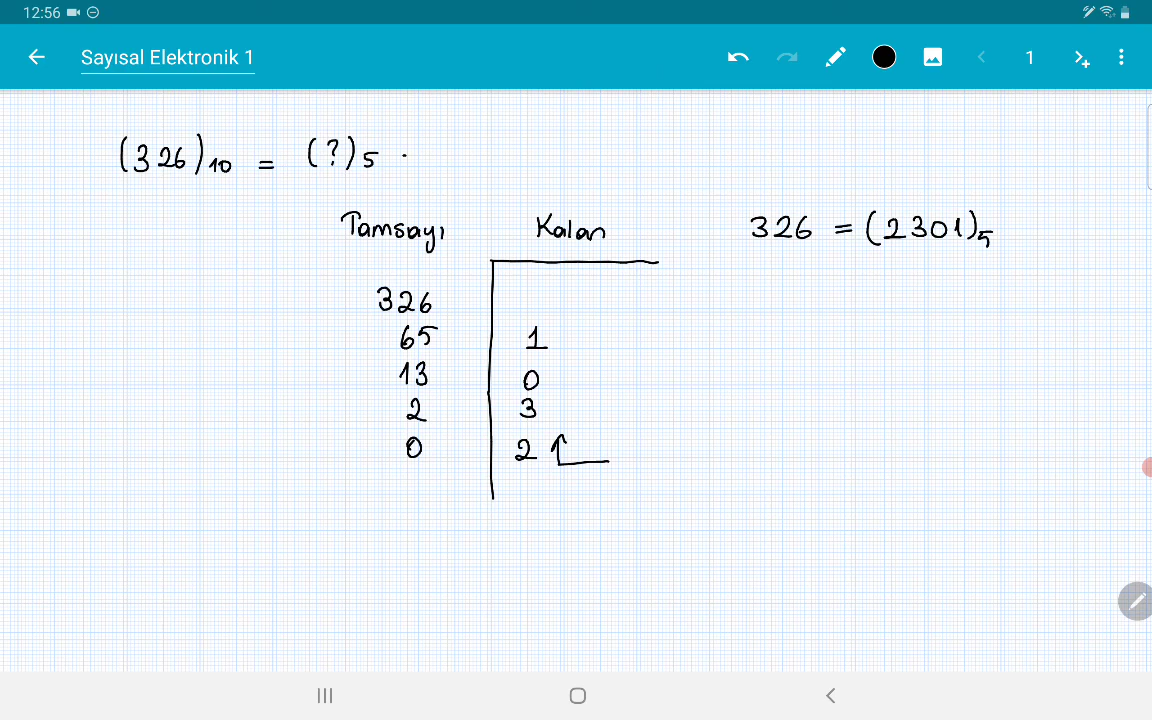 12:56
Sayısal Elektronik 1
1
(326)10 = (?)5 .
Tamsayı Kalan 326 = (2301)5
326
65 1
13 0
2 3
0 2